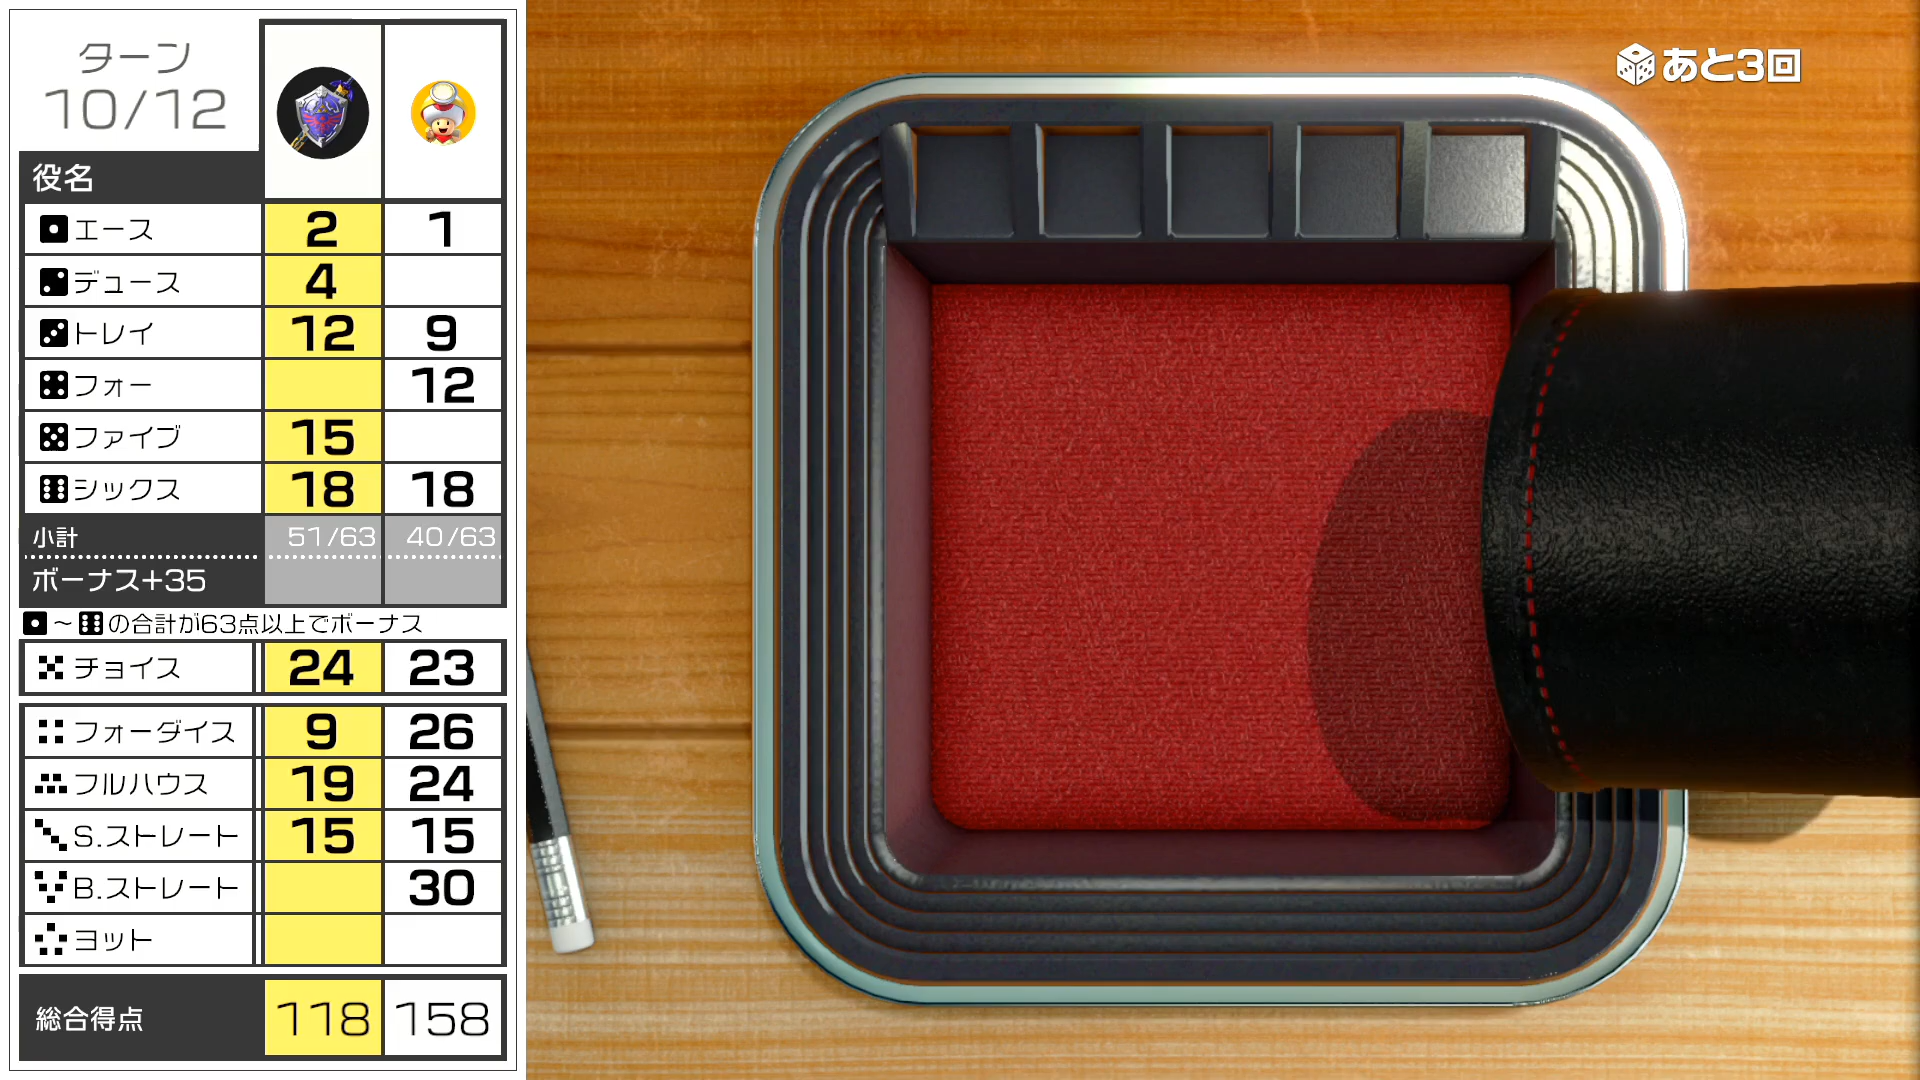 ターン
10/12
役名
エース 2 1
デュース 4
トレイ 12 9
フォー 12
ファイブ 15
シックス 18 18
小計 51/63 40/63
ボーナス+35
~の合計が63点以上でボーナス
チョイス 24 23
フォーダイス 9 26
フルハウス 19 24
S.ストレート 15 15
B.ストレート 30
ヨット
総合得点 118 158
あと3回